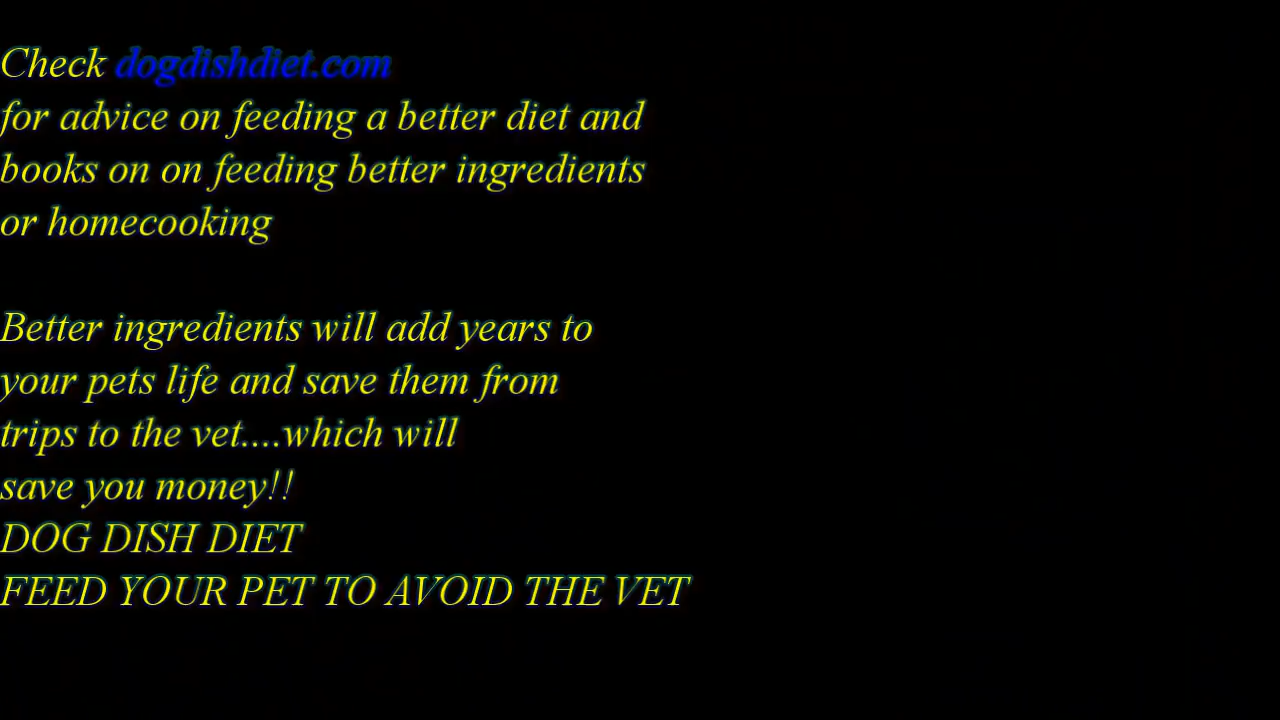 Check dogdishdiet.com
for advice on feeding a better diet and
books on on feeding better ingredients
or homecooking
Better ingredients will add years to
your pets life and save them from
trips to the vet....which will
save you money!!
DOG DISH DIET
FEED YOUR PET TO AVOID THE VET